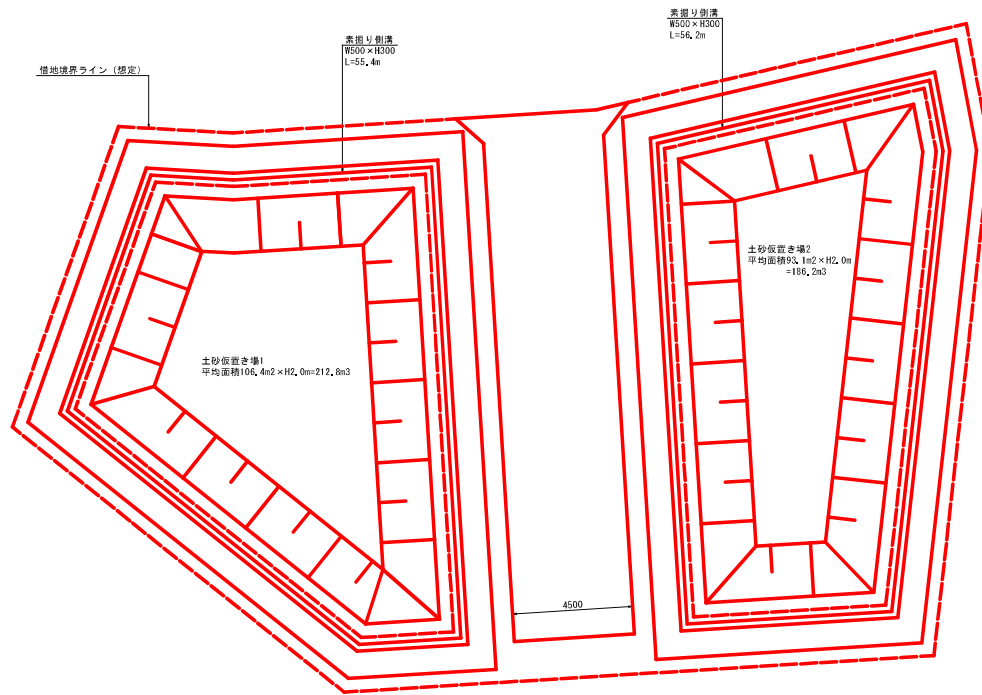 素掘り側溝
W500×H300
L=56.2m
素掘り側溝
W500×H300
L=55.4m
借地境界ライン（想定）
土砂仮置き場2
平均面積93.1m2×H2.0m
=186.2m3
土砂仮置き場1
平均面積106.4m2×H2.0m=212.8m3
4500